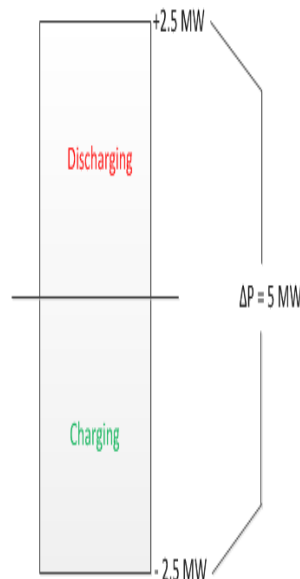 +2.5 MW
Discharging
ΔP = 5 MW
Charging
- 2.5 MW